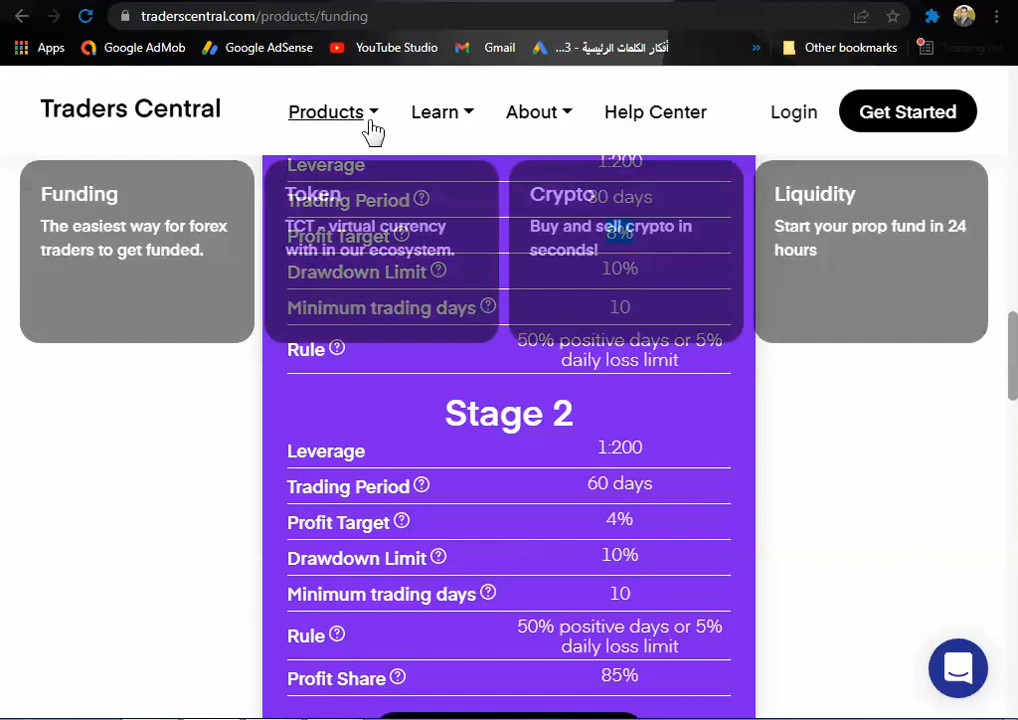 traderscentral.com/products/funding
Apps Google AdMob Google AdSense YouTube Studio Gmail أفكار الكلمات الرئيسية - 3... » Other bookmarks
Traders Central Products Learn About Help Center Login Get Started
Funding
The easiest way for forex
traders to get funded.
Token
TCT - virtual currency
with in our ecosystem.
Crypto
Buy and sell crypto in
seconds!
Liquidity
Start your prop fund in 24
hours
Leverage 1:200
Trading Period 30 days
Profit Target 8%
Drawdown Limit 10%
Minimum trading days 10
Rule 50% positive days or 5%
daily loss limit
Stage 2
Leverage 1:200
Trading Period 60 days
Profit Target 4%
Drawdown Limit 10%
Minimum trading days 10
Rule 50% positive days or 5%
daily loss limit
Profit Share 85%